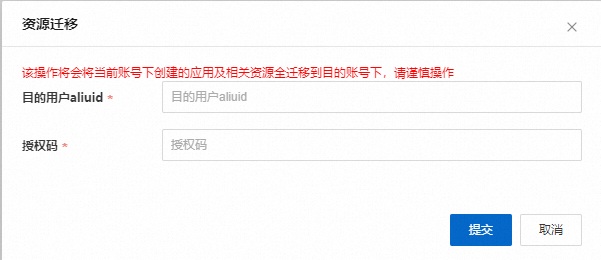 资源迁移
该操作将会将当前账号下创建的应用及相关资源全迁移到目的账号下，请谨慎操作
目的用户aliuid * 目的用户aliuid
授权码 * 授权码
提交 取消